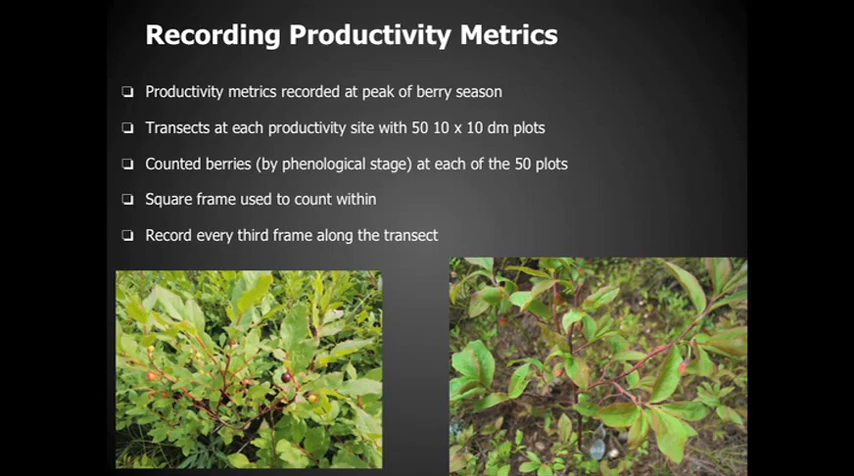 Recording Productivity Metrics
❏ Productivity metrics recorded at peak of berry season
❏ Transects at each productivity site with 50 10 x 10 dm plots
❏ Counted berries (by phenological stage) at each of the 50 plots
❏ Square frame used to count within
❏ Record every third frame along the transect